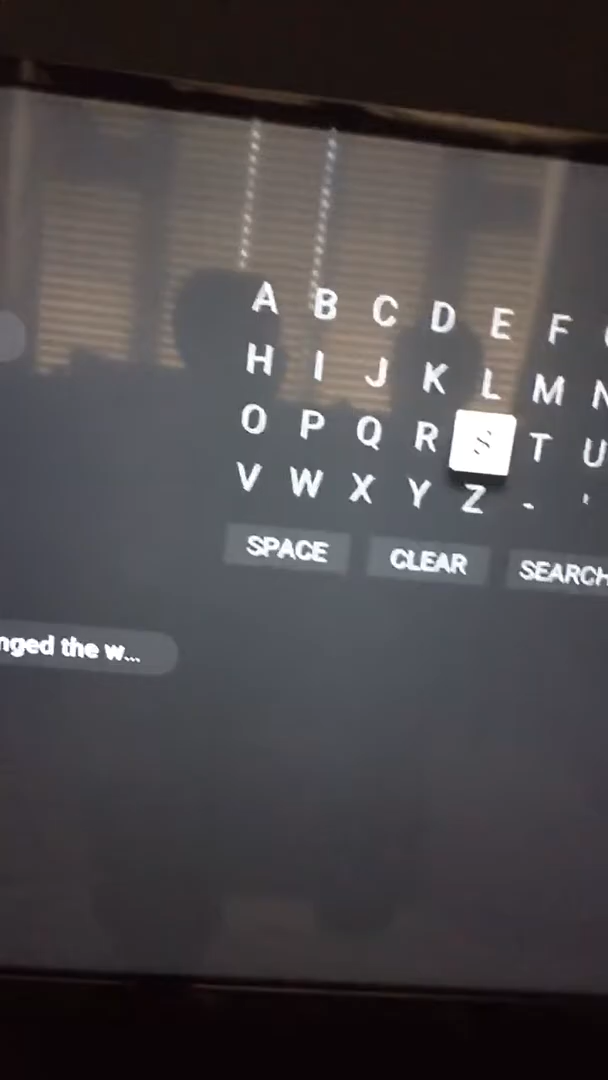 A B C D E F
H I J K L M N
O P Q R S T U
V W X Y Z - '
SPACE CLEAR SEARCH
nged the w...